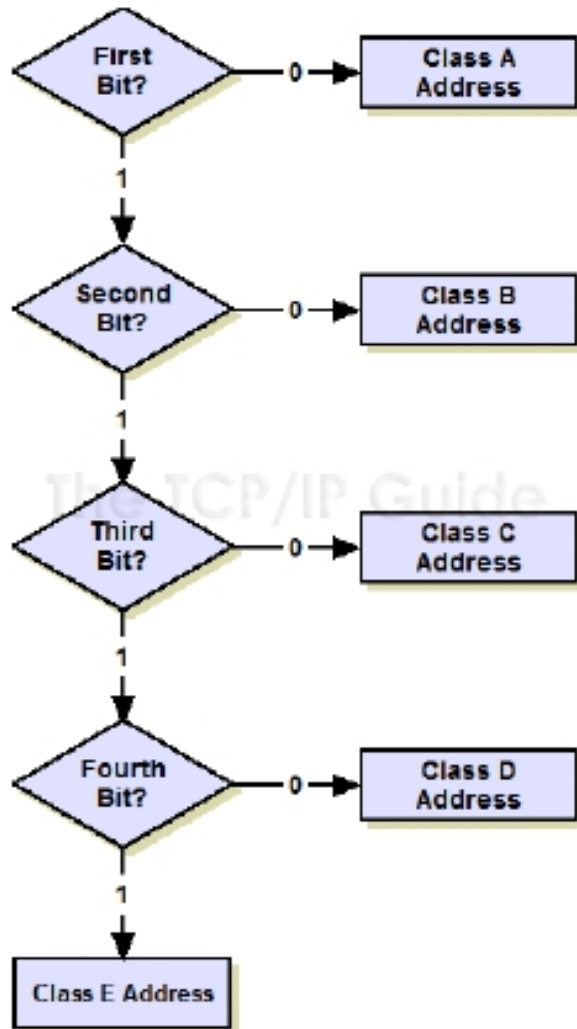 First
Bit?
0
Class A
Address
1
Second
Bit?
0
Class B
Address
1
The TCP/IP Guide
Third
Bit?
0
Class C
Address
1
Fourth
Bit?
0
Class D
Address
1
Class E Address